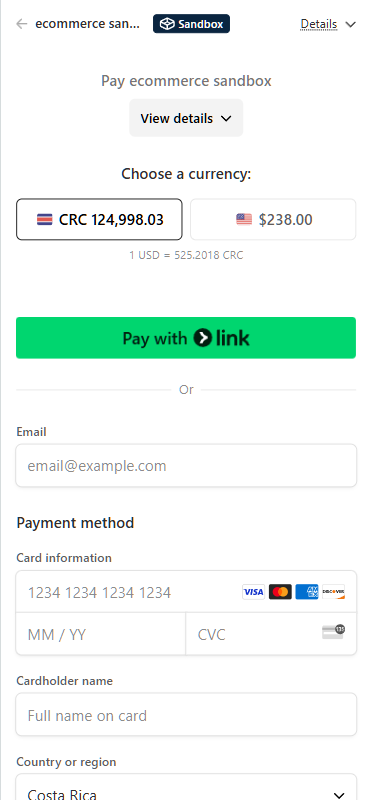 ecommerce san...
Sandbox
Details
Pay ecommerce sandbox
View details
Choose a currency:
CRC 124,998.03
$238.00
1 USD = 525.2018 CRC
Pay with link
Or
Email
email@example.com
Payment method
Card information
1234 1234 1234 1234
VISA
AM EX
DISCOVER
MM / YY
CVC
135
Cardholder name
Full name on card
Country or region
Costa Rica